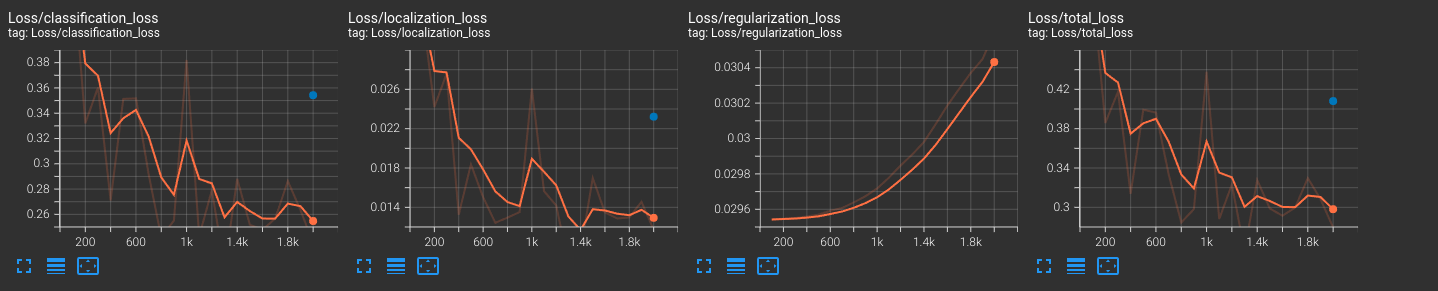 Loss/classification_loss
tag: Loss/classification_loss
0.38
0.36
0.34
0.32
0.3
0.28
0.26
200 600 1k 1.4k 1.8k
Loss/localization_loss
tag: Loss/localization_loss
0.026
0.022
0.018
0.014
200 600 1k 1.4k 1.8k
Loss/regularization_loss
tag: Loss/regularization_loss
0.0304
0.0302
0.03
0.0298
0.0296
200 600 1k 1.4k 1.8k
Loss/total_loss
tag: Loss/total_loss
0.42
0.38
0.34
0.3
200 600 1k 1.4k 1.8k